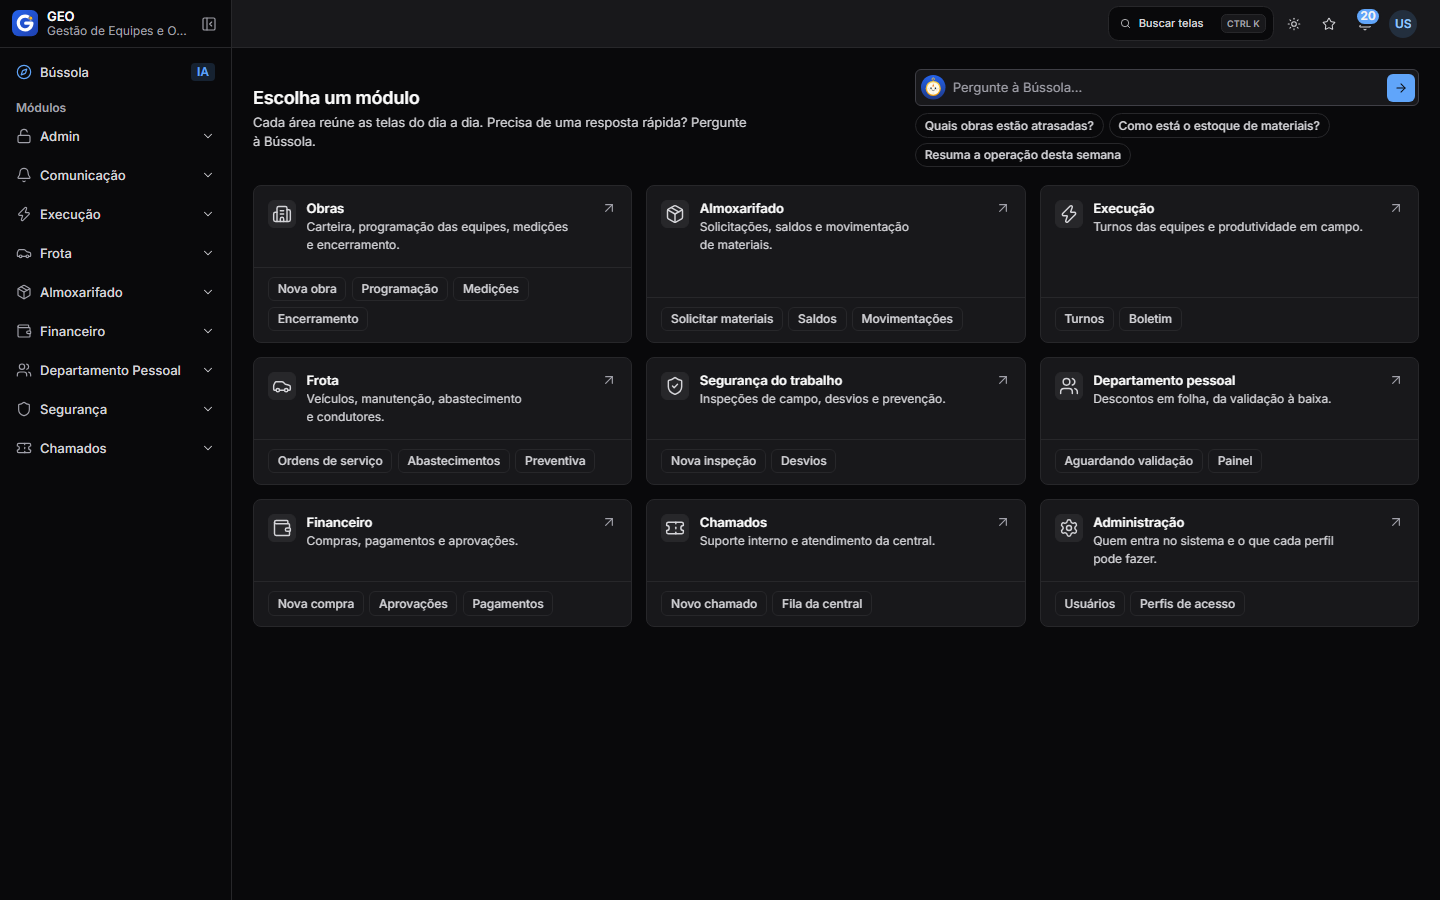 GEO
Gestão de Equipes e O...
Buscar telas
CTRL K
20
US
Bússola
IA
Módulos
Admin
Comunicação
Execução
Frota
Almoxarifado
Financeiro
Departamento Pessoal
Segurança
Chamados
Escolha um módulo
Cada área reúne as telas do dia a dia. Precisa de uma resposta rápida? Pergunte
à Bússola.
Pergunte à Bússola...
Quais obras estão atrasadas?
Como está o estoque de materiais?
Resuma a operação desta semana
Obras
Carteira, programação das equipes, medições
e encerramento.
Nova obra
Programação
Medições
Encerramento
Almoxarifado
Solicitações, saldos e movimentação
de materiais.
Solicitar materiais
Saldos
Movimentações
Execução
Turnos das equipes e produtividade em campo.
Turnos
Boletim
Frota
Veículos, manutenção, abastecimento
e condutores.
Ordens de serviço
Abastecimentos
Preventiva
Segurança do trabalho
Inspeções de campo, desvios e prevenção.
Nova inspeção
Desvios
Departamento pessoal
Descontos em folha, da validação à baixa.
Aguardando validação
Painel
Financeiro
Compras, pagamentos e aprovações.
Nova compra
Aprovações
Pagamentos
Chamados
Suporte interno e atendimento da central.
Novo chamado
Fila da central
Administração
Quem entra no sistema e o que cada perfil
pode fazer.
Usuários
Perfis de acesso